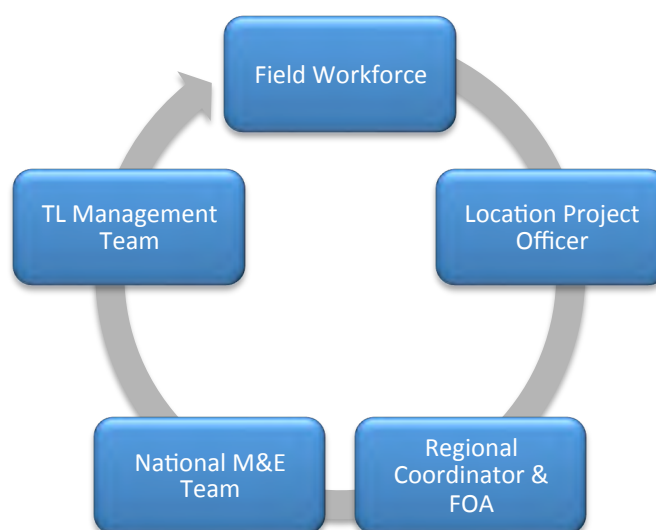 Field Workforce
Location Project
Officer
Regional
Coordinator &
FOA
National M&E
Team
TL Management
Team